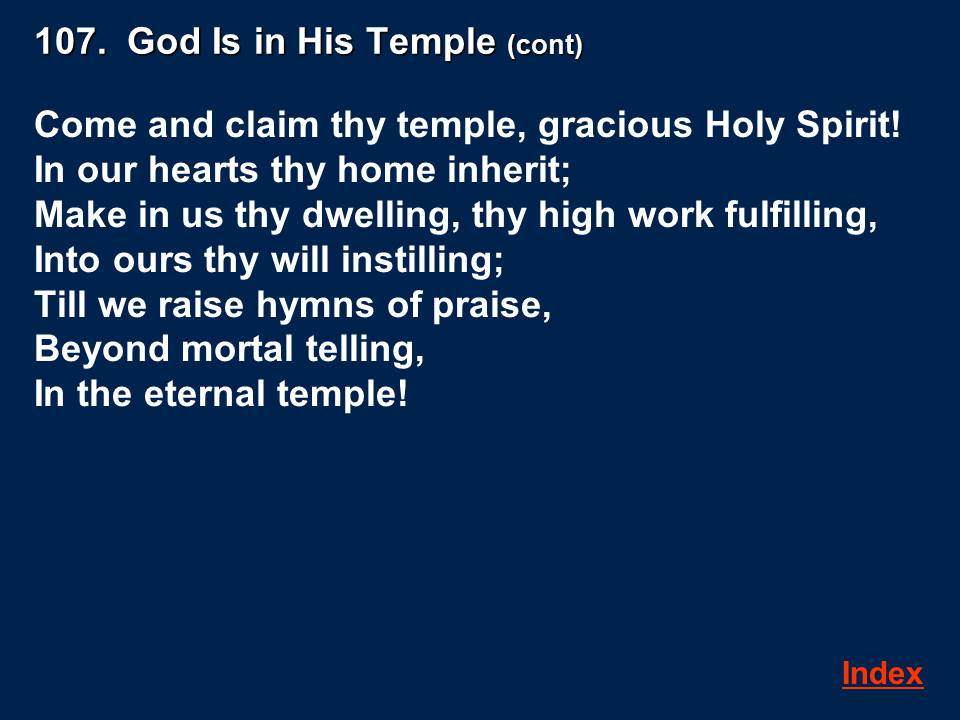 107. God Is in His Temple (cont)
Come and claim thy temple, gracious Holy Spirit!
In our hearts thy home inherit;
Make in us thy dwelling, thy high work fulfilling,
Into ours thy will instilling;
Till we raise hymns of praise,
Beyond mortal telling,
In the eternal temple!
Index